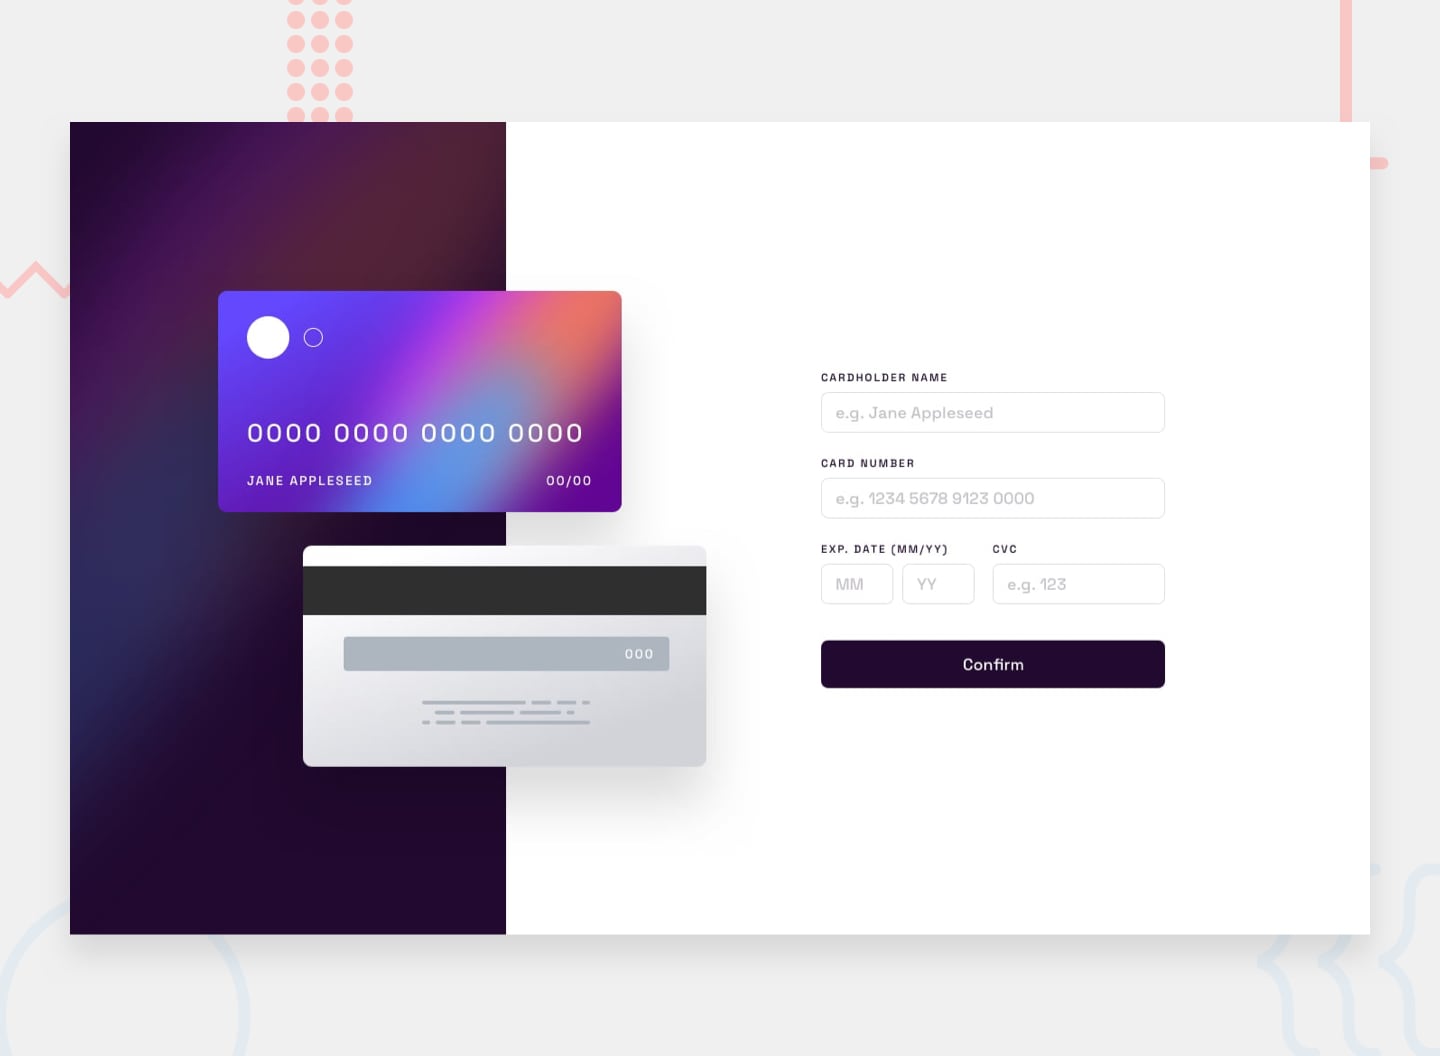 0000 0000 0000 0000
JANE APPLESEED 00/00
000
CARDHOLDER NAME
e.g. Jane Appleseed
CARD NUMBER
e.g. 1234 5678 9123 0000
EXP. DATE (MM/YY) CVC
MM YY e.g. 123
Confirm